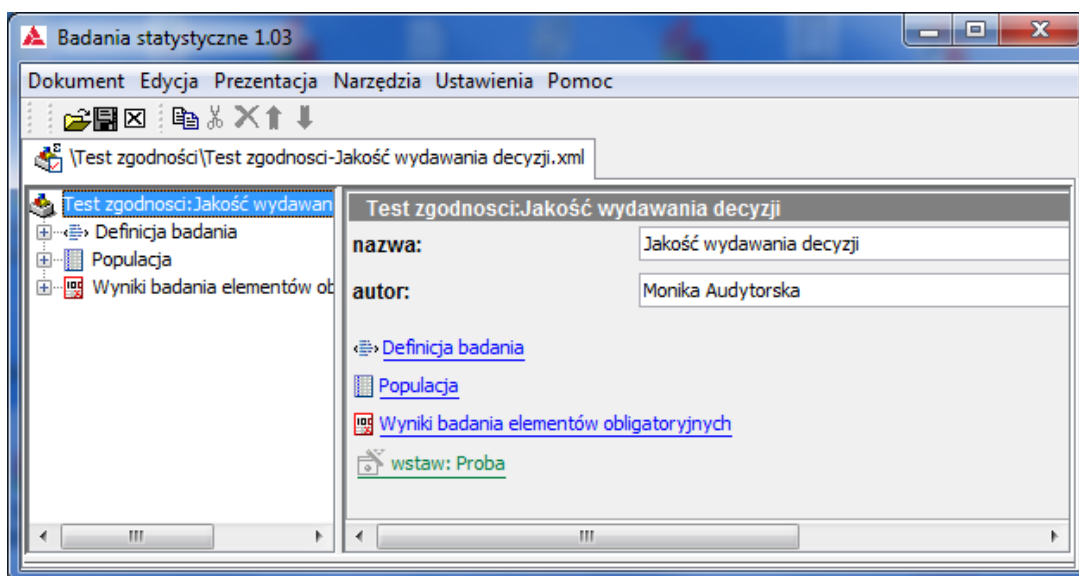 Badania statystyczne 1.03
Dokument Edycja Prezentacja Narzędzia Ustawienia Pomoc
\Test zgodności\Test zgodnosci-Jakość wydawania decyzji.xml
Test zgodnosci:Jakość wydawan
Definicja badania
Populacja
Wyniki badania elementów ob
Test zgodnosci:Jakość wydawania decyzji
nazwa: Jakość wydawania decyzji
autor: Monika Audytorska
Definicja badania
Populacja
Wyniki badania elementów obligatoryjnych
wstaw: Proba